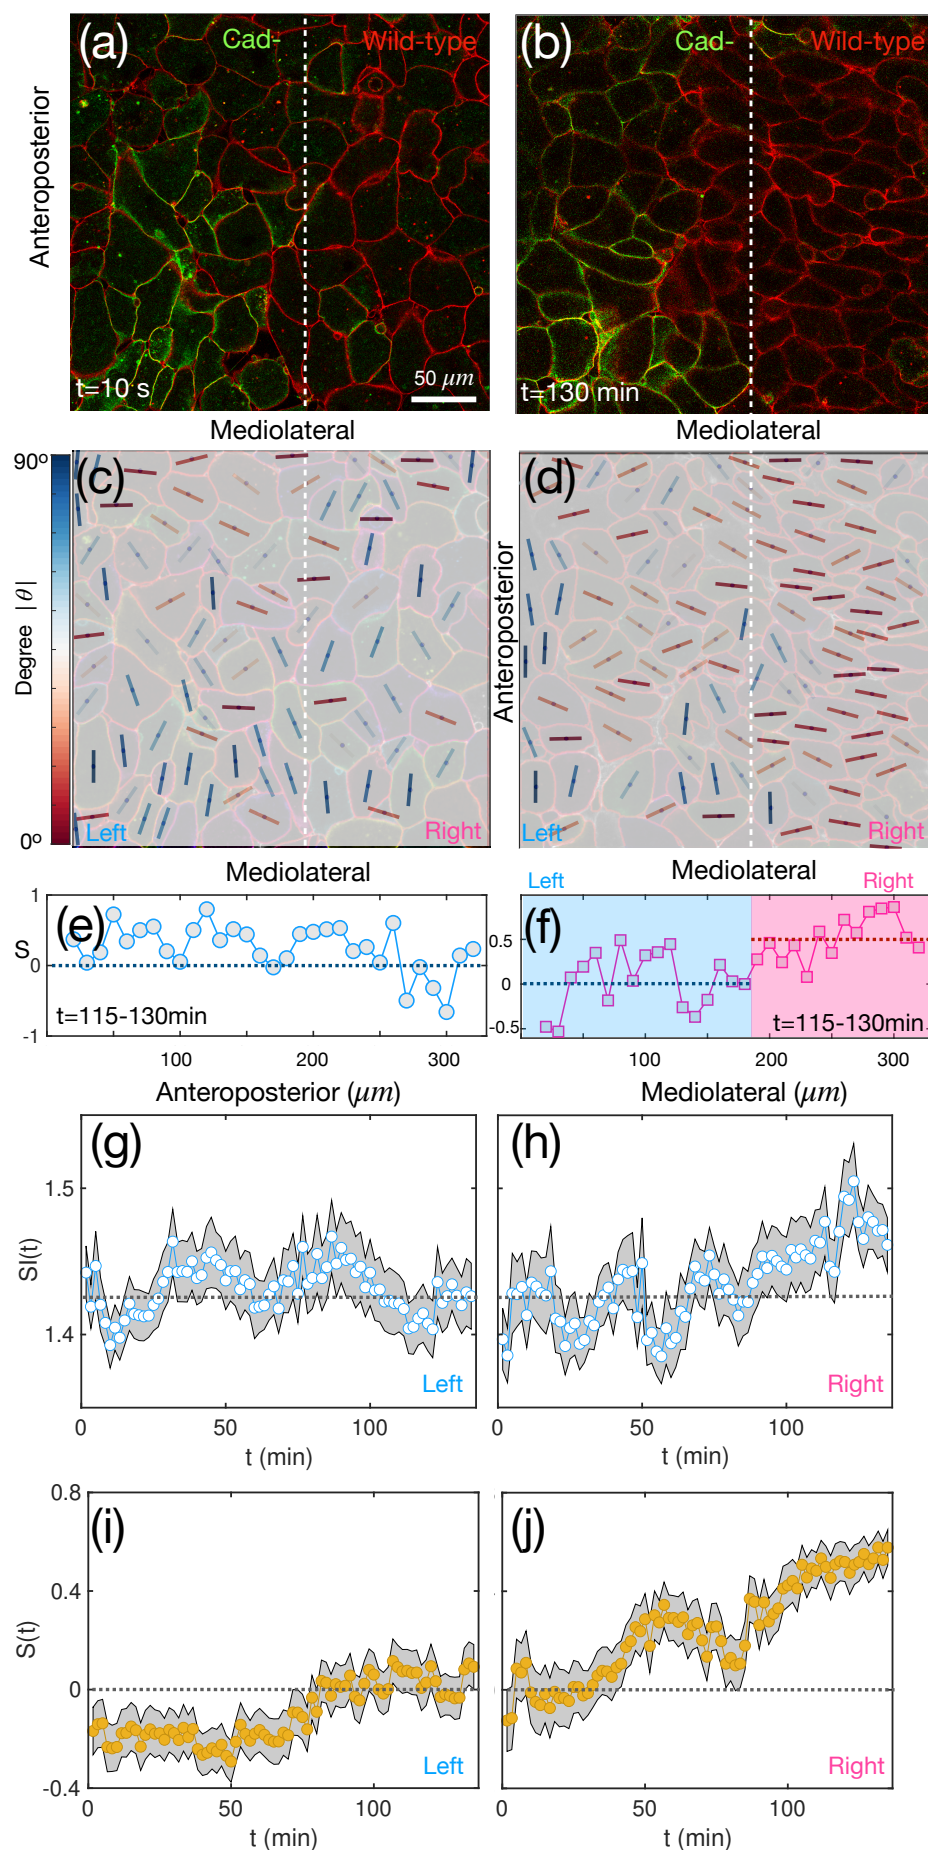 (a) Cad- Wild-type
(b) Cad- Wild-type
Anteroposterior
t=10 s
50 μm
t=130 min
Mediolateral
Mediolateral
90º
Degree |θ|
0º
(c)
(d)
Anteroposterior
Left
Right
Left
Right
Mediolateral
Mediolateral
Left
Right
1
S
0
-1
(e)
t=115-130min
0.5
0
-0.5
(f)
t=115-130min
100
200
300
0
100
200
300
Anteroposterior (μm)
Mediolateral (μm)
(g)
(h)
1.5
SI(t)
1.4
Left
Right
0
50
100
0
50
100
t (min)
t (min)
0.8
(i)
(j)
0.4
S(t)
0
-0.4
Left
Right
0
50
100
0
50
100
t (min)
t (min)